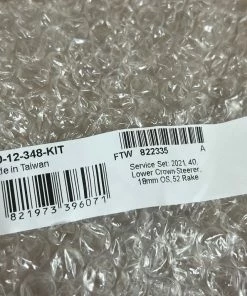 0-12-348-KIT
de in Taiwan
821973 396071
FTW 822335 A
Service Set: 2021, 40,
Lower Crown-Steerer,
18mm OS, 52 Rake